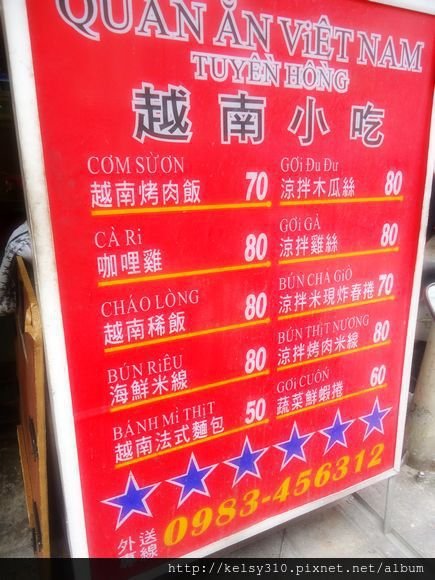 QUÁN ĂN ViỆT NAM
TUYỀN HỒNG
越南小吃
CƠM SƯỜN
越南烤肉飯 70
CÀ Ri
咖哩雞 80
CHÁO LÒNG
越南稀飯 80
BÚN RiÊU
海鮮米線 80
BÁNH MÌ THỊT
越南法式麵包 50
GỎi Đu Đư
涼拌木瓜絲 80
GỎi GÀ
涼拌雞絲 80
BÚN CHẢ GIÒ
涼拌米現炸春捲 70
BÚN THỊT NƯỚNG
涼拌烤肉米線 80
GỎi CUỐN
蔬菜鮮蝦捲 60
外送
專線 0983-456312
http://kelsy310.pixnet.net/album